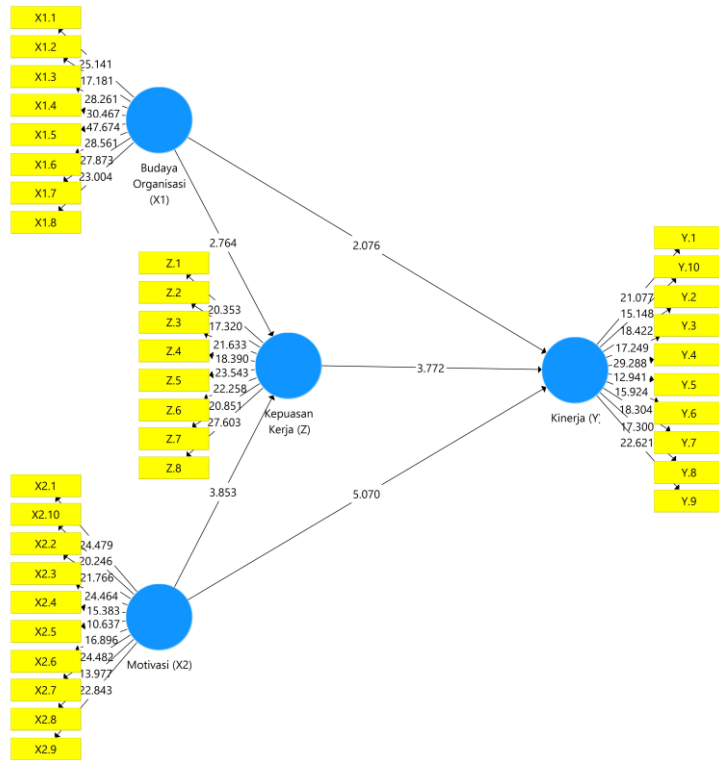 X1.1
X1.2
X1.3
X1.4
X1.5
X1.6
X1.7
X1.8
25.141
17.181
28.261
30.467
47.674
28.561
27.873
23.004
Budaya
Organisasi
(X1)
2.764
2.076
Z.1
Z.2
Z.3
Z.4
Z.5
Z.6
Z.7
Z.8
20.353
17.320
21.633
18.390
23.543
22.258
20.851
27.603
Kepuasan
Kerja (Z)
3.772
3.853
5.070
Y.1
Y.10
Y.2
Y.3
Y.4
Y.5
Y.6
Y.7
Y.8
Y.9
21.077
15.148
18.422
17.249
29.288
12.941
15.924
18.304
17.300
22.621
Kinerja (Y)
X2.1
X2.10
X2.2
X2.3
X2.4
X2.5
X2.6
X2.7
X2.8
X2.9
24.479
20.246
21.766
24.464
15.383
10.637
16.896
24.482
13.977
22.843
Motivasi (X2)